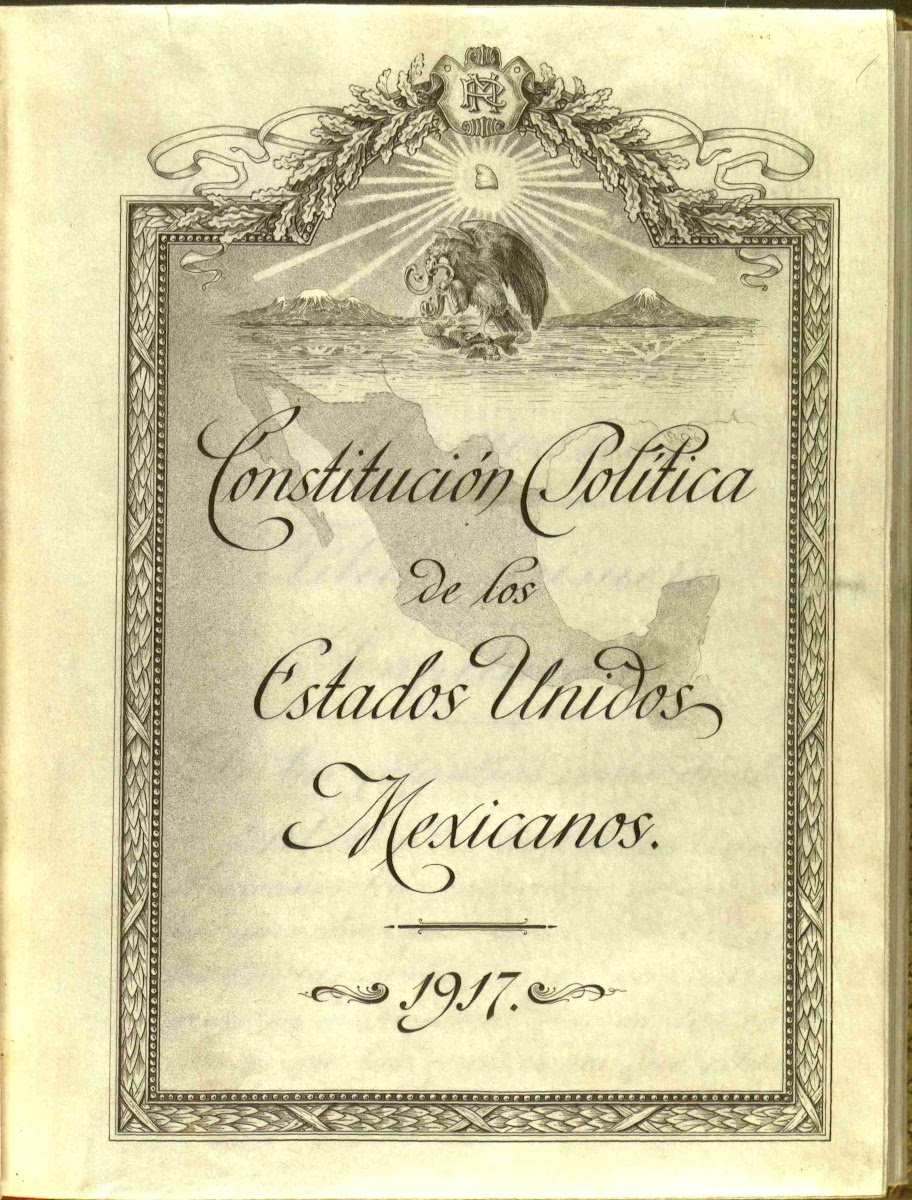 Constitución Política
de los
Estados Unidos
Mexicanos.
1917.